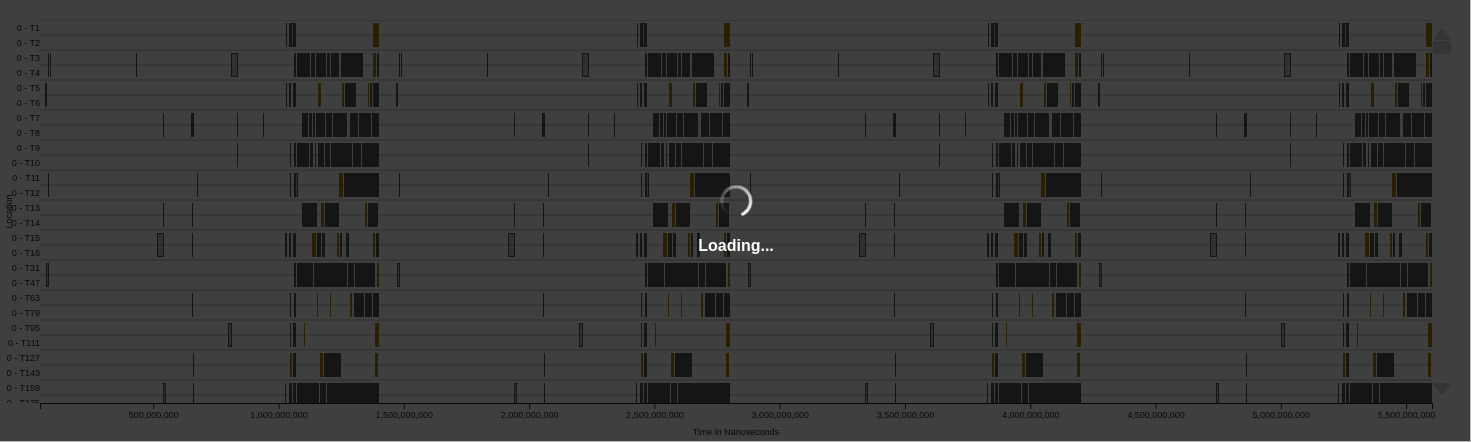 0 - T1
0 - T2
0 - T3
0 - T4
0 - T5
0 - T6
0 - T7
0 - T8
0 - T9
0 - T10
0 - T11
0 - T12
Location
0 - T13
0 - T14
0 - T15
0 - T16
0 - T31
0 - T47
0 - T63
0 - T79
0 - T95
0 - T111
0 - T127
0 - T143
0 - T159
Loading...
500,000,000 1,000,000,000 1,500,000,000 2,000,000,000 2,500,000,000 3,000,000,000 3,500,000,000 4,000,000,000 4,500,000,000 5,000,000,000 5,500,000,000
Time in Nanoseconds